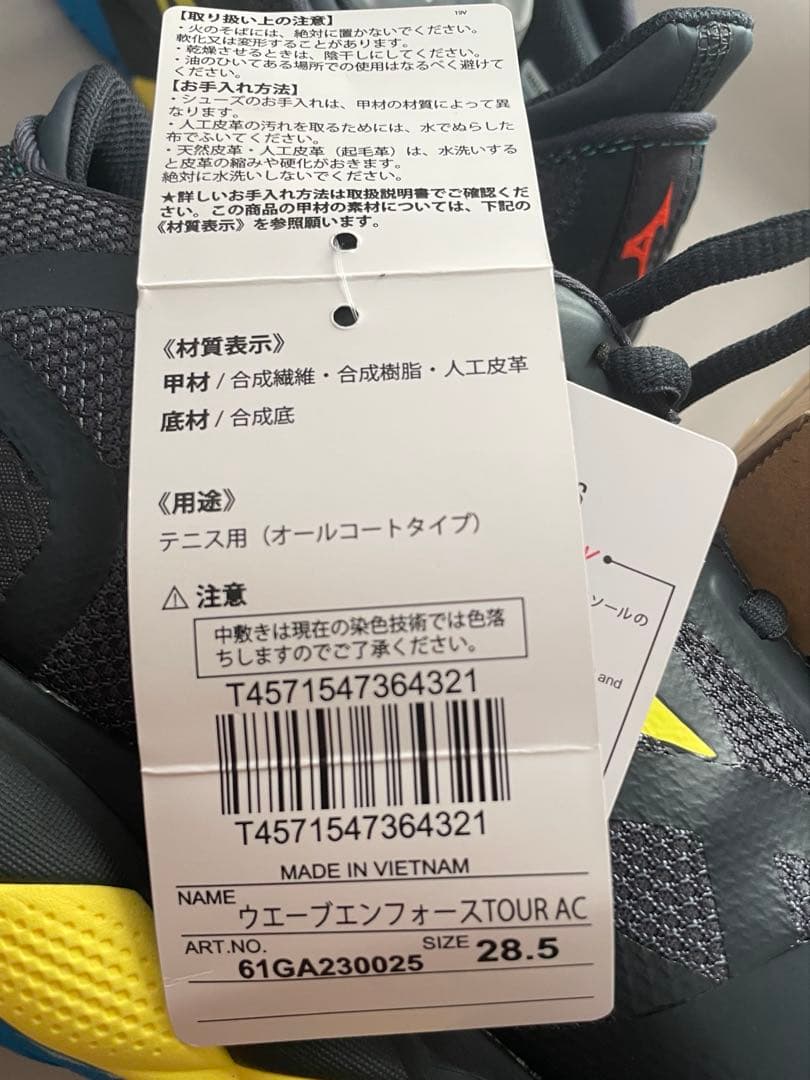 19V
【取り扱い上の注意】
・火のそばには、絶対に置かないでください。
軟化又は変形することがあります。
・乾燥させるときは、陰干しにしてください。
・油のひいてある場所での使用はなるべく避けて
ください。
【お手入れ方法】
・シューズのお手入れは、甲材の材質によって異
なります。
・人工皮革の汚れを取るためには、水でぬらした
布でふいてください。
・天然皮革・人工皮革（起毛革）は、水洗いする
と皮革の縮みや硬化がおきます。
絶対に水洗いしないでください。
★詳しいお手入れ方法は取扱説明書でご確認くだ
さい。この商品の甲材の素材については、下記の
《材質表示》を参照願います。
《材質表示》
甲材 / 合成繊維・合成樹脂・人工皮革
底材 / 合成底
《用途》
テニス用（オールコートタイプ）
⚠ 注意
中敷きは現在の染色技術では色落
ちしますのでご了承ください。
T4571547364321
T4571547364321
MADE IN VIETNAM
NAME ウエーブエンフォースTOUR AC
ART.NO. 61GA230025 SIZE 28.5
ソールの
and